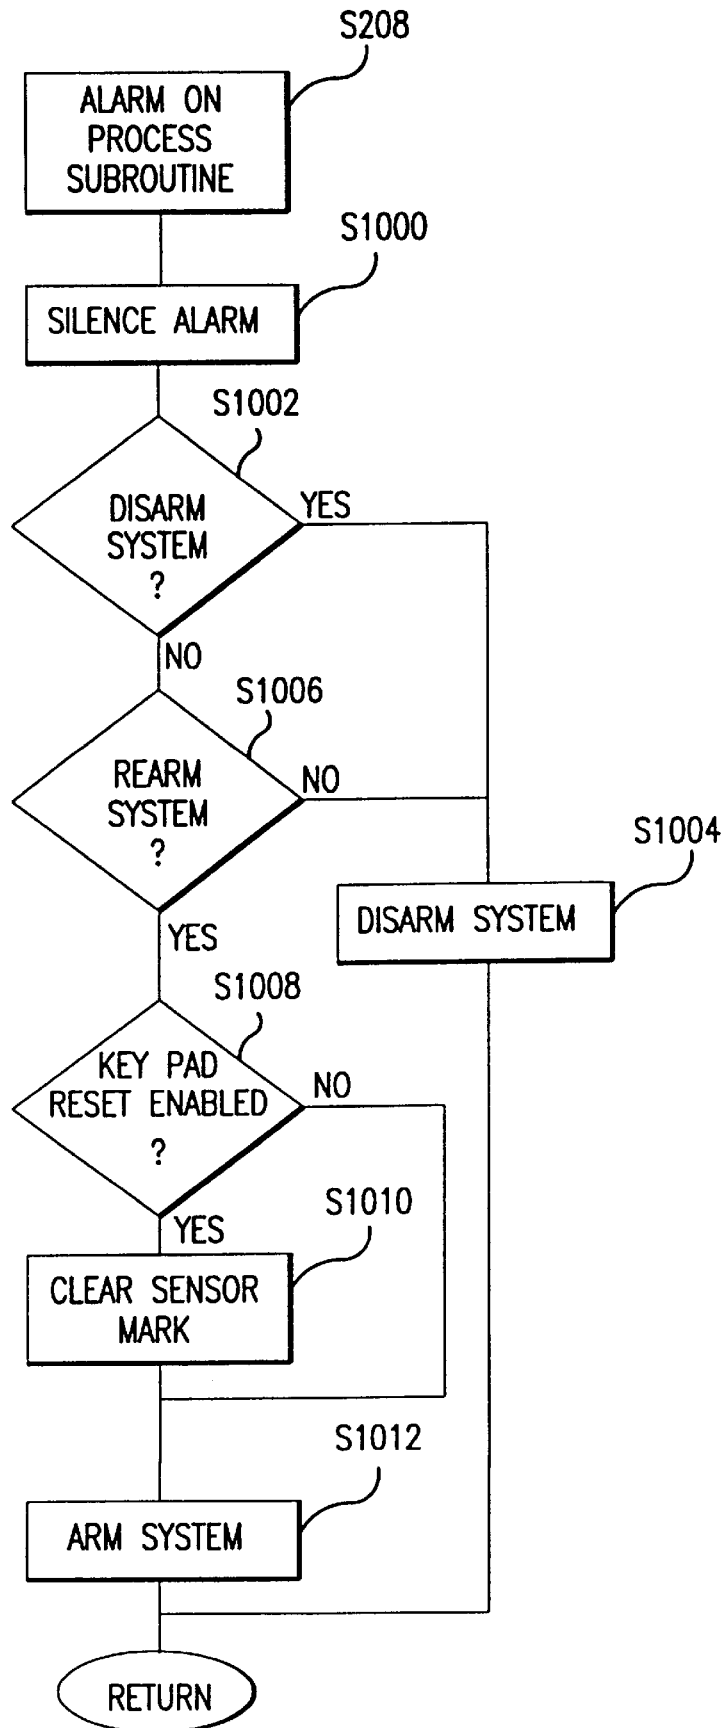 S208
ALARM ON
PROCESS
SUBROUTINE
S1000
SILENCE ALARM
S1002
DISARM
SYSTEM
?
YES
NO
S1006
REARM
SYSTEM
?
NO
YES
S1004
DISARM SYSTEM
S1008
KEY PAD
RESET ENABLED
?
NO
YES
S1010
CLEAR SENSOR
MARK
S1012
ARM SYSTEM
RETURN